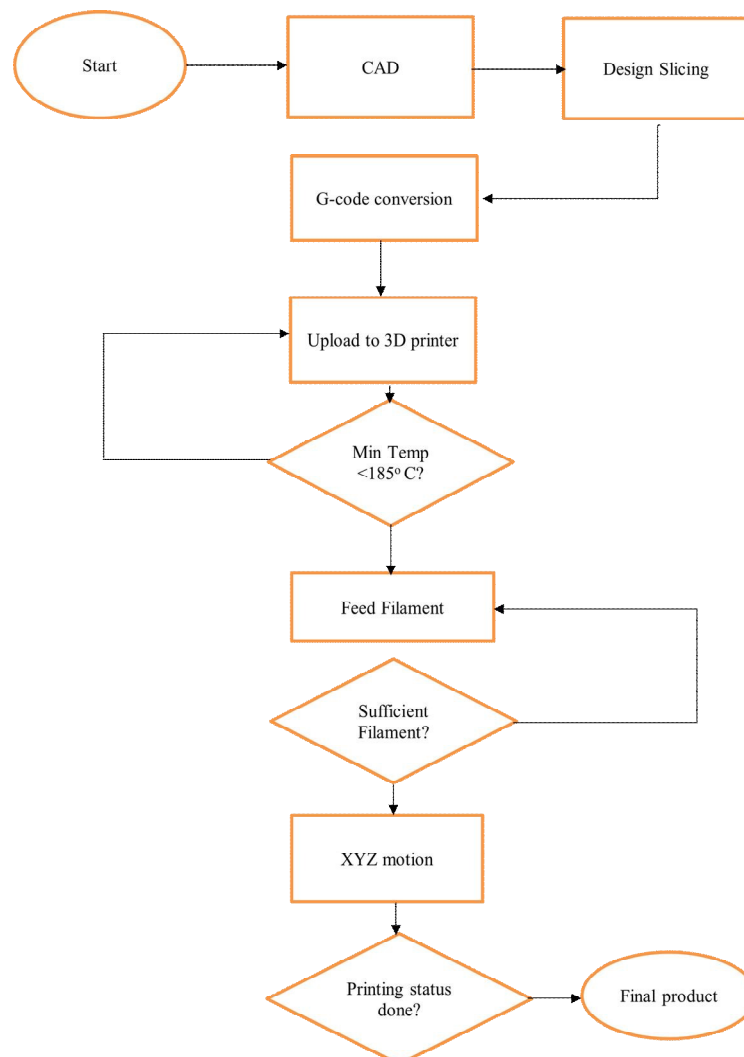 Start
CAD
Design Slicing
G-code conversion
Upload to 3D printer
Min Temp
<185º C?
Feed Filament
Sufficient
Filament?
XYZ motion
Printing status
done?
Final product